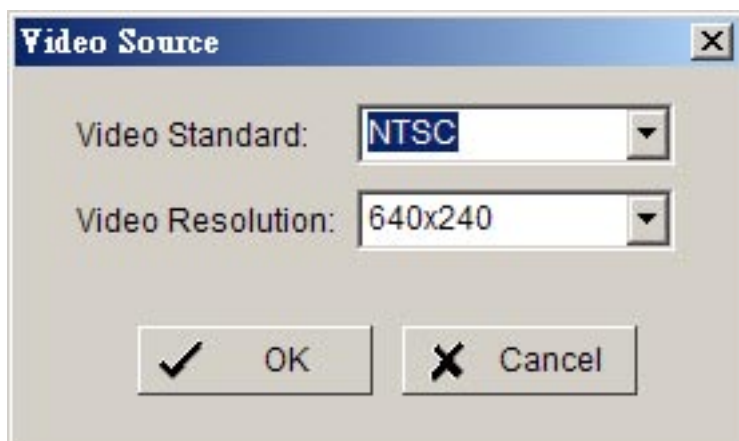 Video Source
Video Standard: NTSC
Video Resolution: 640x240
OK Cancel